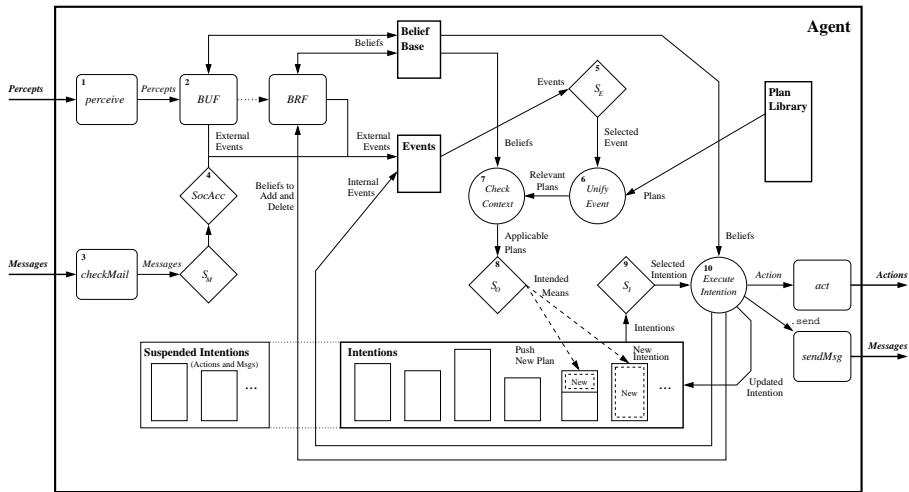 Agent
Belief
Base
Beliefs
1
perceive
Percepts
Percepts
2
BUF
BRF
5
S_E
Events
Plan
Library
External
Events
External
Events
Events
Selected
Event
Beliefs
4
SocAcc
Beliefs to
Add and
Delete
Internal
Events
7
Check
Context
Relevant
Plans
6
Unify
Event
Plans
Messages
3
checkMail
Messages
S_M
Applicable
Plans
8
S_O
Intended
Means
9
S_I
Selected
Intention
Beliefs
10
Execute
Intention
Action
act
Actions
.send
sendMsg
Messages
Intentions
Suspended Intentions
(Actions and Msgs)
...
Intentions
Push
New Plan
New
Intention
New
New
...
Updated
Intention